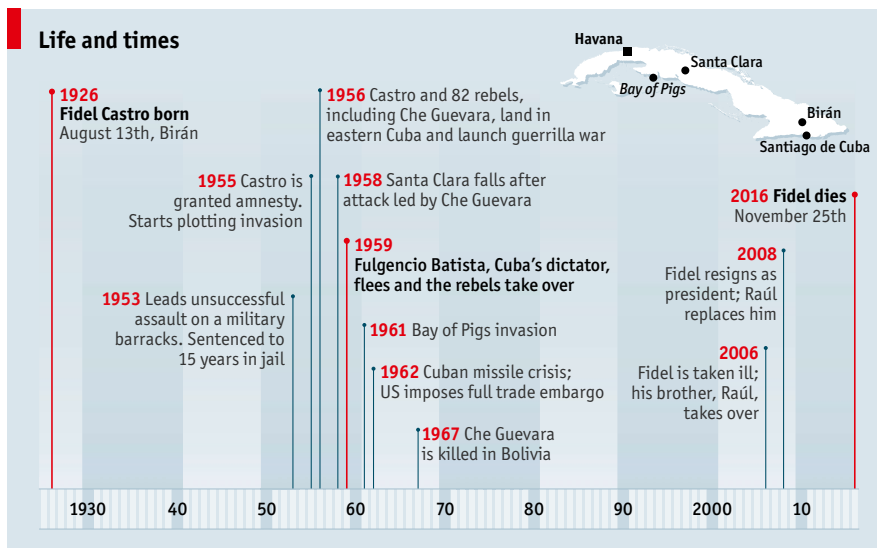 Life and times
Havana
Santa Clara
Bay of Pigs
Birán
Santiago de Cuba
1926
Fidel Castro born
August 13th, Birán
1956 Castro and 82 rebels,
including Che Guevara, land in
eastern Cuba and launch guerrilla war
1955 Castro is
granted amnesty.
Starts plotting invasion
1958 Santa Clara falls after
attack led by Che Guevara
2016 Fidel dies
November 25th
1959
Fulgencio Batista, Cuba's dictator,
flees and the rebels take over
2008
Fidel resigns as
president; Raúl
replaces him
1953 Leads unsuccessful
assault on a military
barracks. Sentenced to
15 years in jail
1961 Bay of Pigs invasion
2006
Fidel is taken ill;
his brother, Raúl,
takes over
1962 Cuban missile crisis;
US imposes full trade embargo
1967 Che Guevara
is killed in Bolivia
1930 40 50 60 70 80 90 2000 10